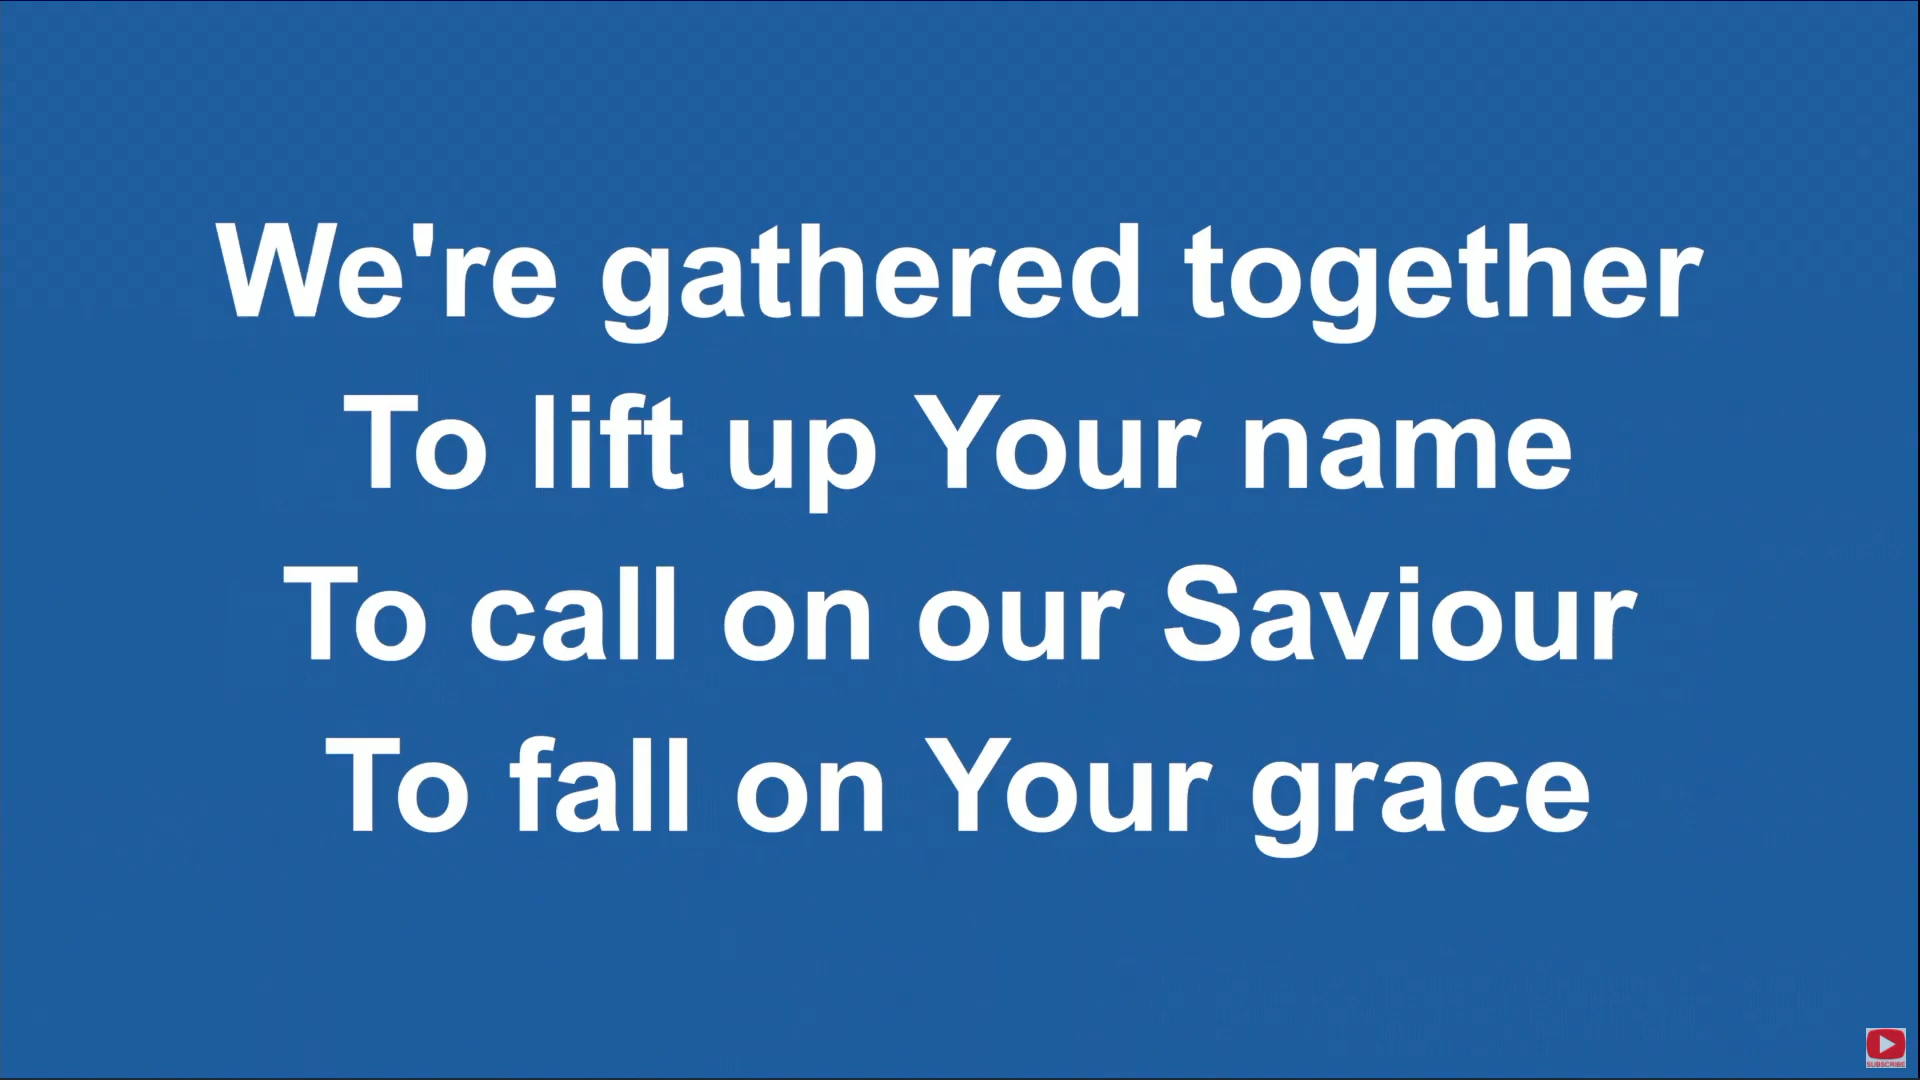 We're gathered together
To lift up Your name
To call on our Saviour
To fall on Your grace
SUBSCRIBE